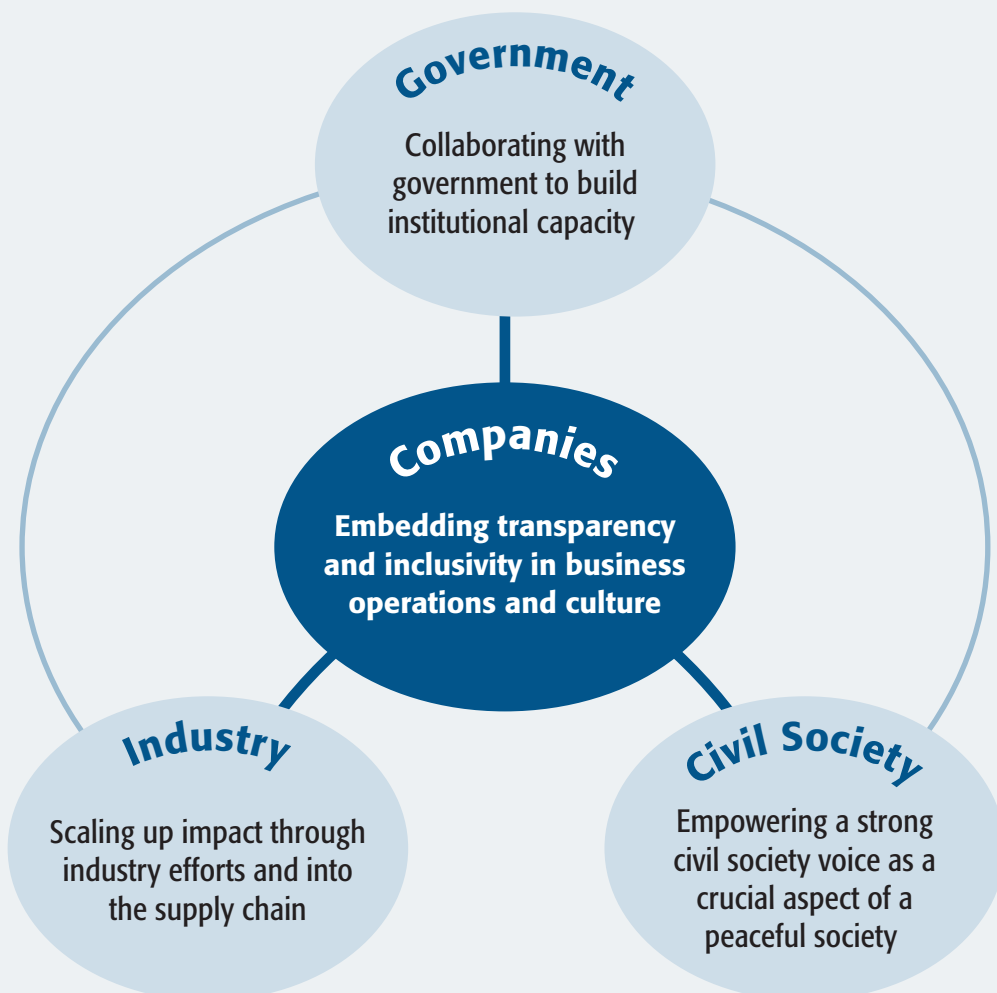 Government
Collaborating with
government to build
institutional capacity
Companies
Embedding transparency
and inclusivity in business
operations and culture
Industry
Scaling up impact through
industry efforts and into
the supply chain
Civil Society
Empowering a strong
civil society voice as a
crucial aspect of a
peaceful society